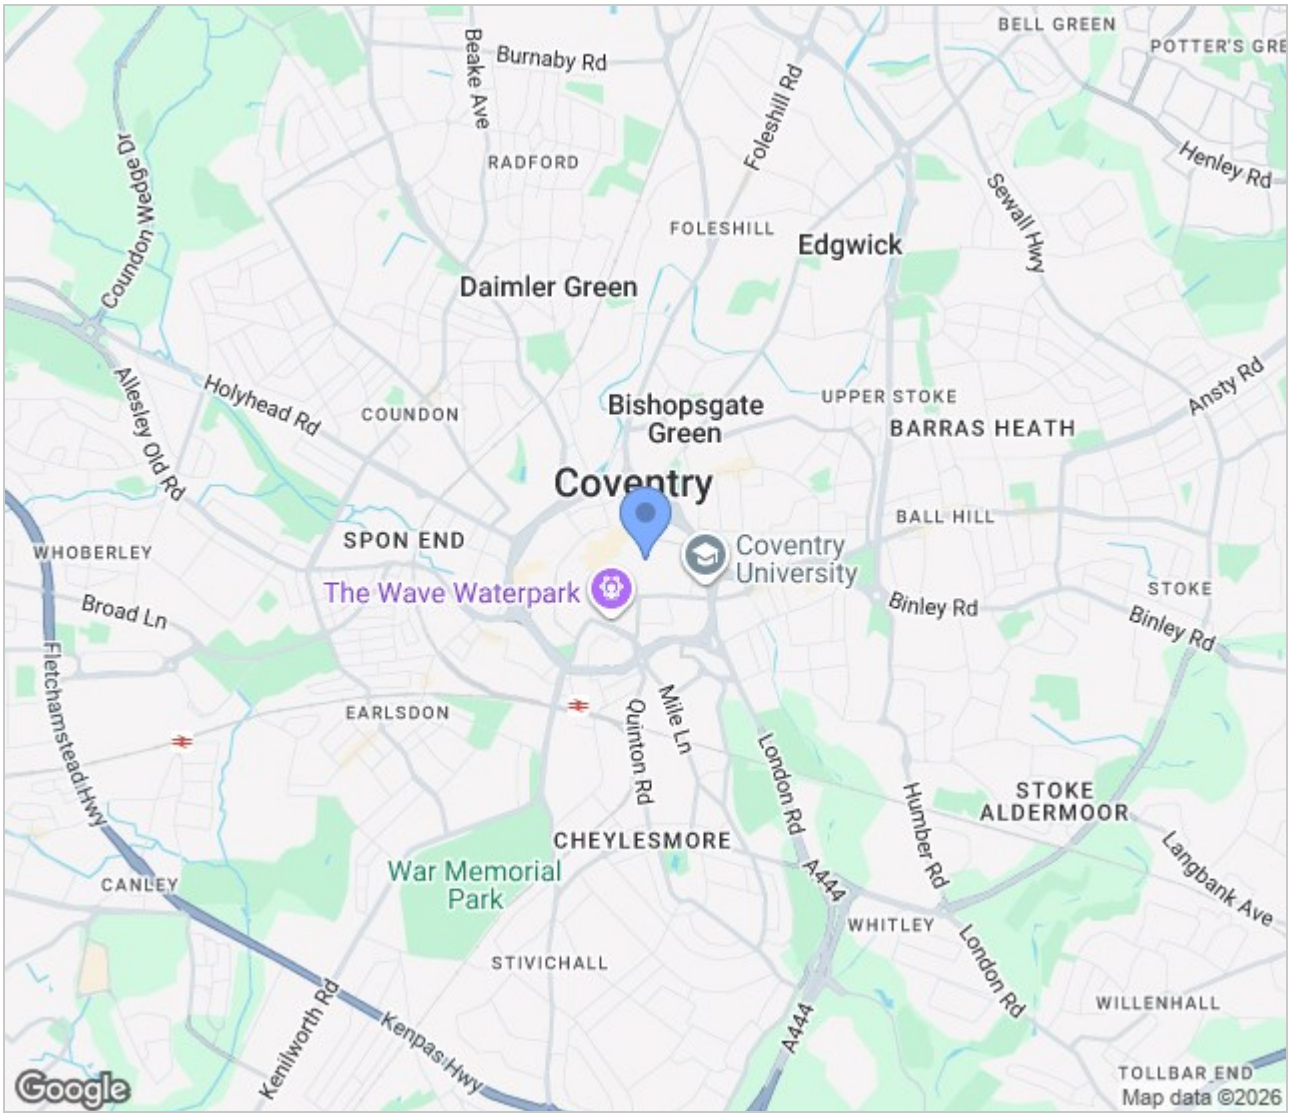 BELL GREEN
POTTER'S GRE
Burnaby Rd
Beake Ave
Foleshill Rd
Coundon Wedge Dr
RADFORD
Henley Rd
Sewall Hwy
FOLESHILL
Edgwick
Daimler Green
Allesley Old Rd
Holyhead Rd
COUNDON
Bishopsgate
Green
UPPER STOKE
BARRAS HEATH
Ansty Rd
Coventry
BALL HILL
SPON END
WHOBERLEY
Coventry
University
The Wave Waterpark
STOKE
Broad Ln
Binley Rd
Binley Rd
Fletchamstead Hwy
EARLSDON
Quinton Rd
Mile Ln
London Rd
STOKE
ALDERMOOR
Humber Rd
CHEYLESMORE
Langbank Ave
War Memorial
Park
CANLEY
A444
WHITLEY
London Rd
STIVICHALL
WILLENHALL
Kenilworth Rd
Kenpas Hwy
A444
TOLLBAR END
Google
Map data ©2026